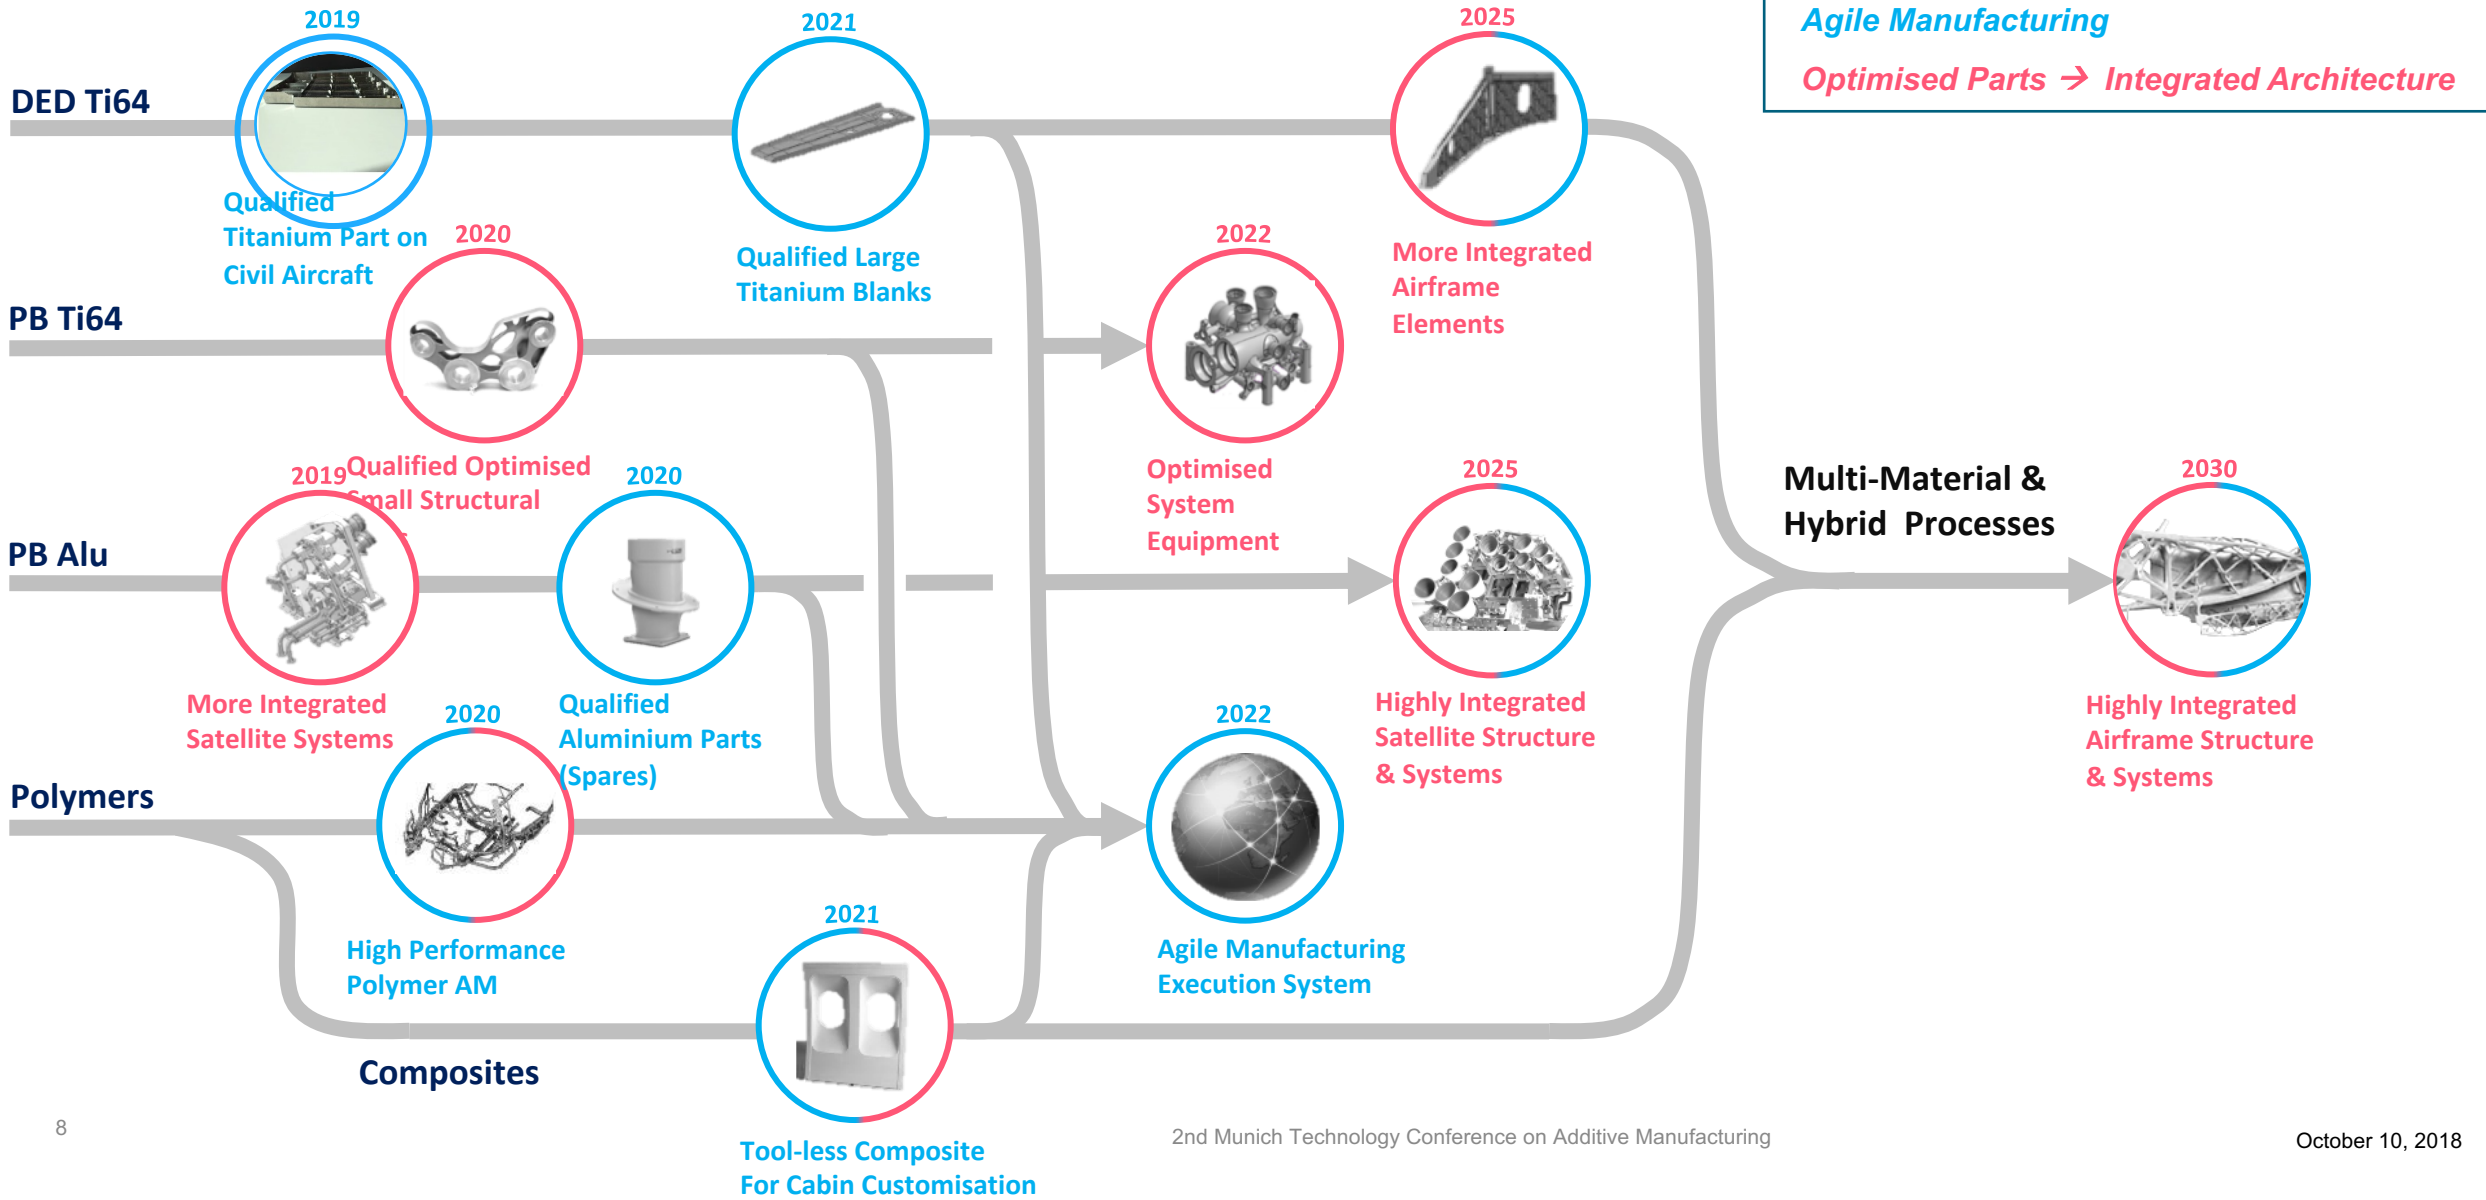 Agile Manufacturing
Optimised Parts → Integrated Architecture
DED Ti64
2019
Qualified
Titanium Part on
Civil Aircraft
2021
Qualified Large
Titanium Blanks
2025
More Integrated
Airframe
Elements
PB Ti64
2020
Qualified Optimised
Small Structural
2022
Optimised
System
Equipment
PB Alu
2019
More Integrated
Satellite Systems
2020
Qualified
Aluminium Parts
(Spares)
2025
Highly Integrated
Satellite Structure
& Systems
Multi-Material &
Hybrid Processes
2030
Highly Integrated
Airframe Structure
& Systems
Polymers
2020
High Performance
Polymer AM
2022
Agile Manufacturing
Execution System
Composites
2021
Tool-less Composite
For Cabin Customisation
8
2nd Munich Technology Conference on Additive Manufacturing
October 10, 2018